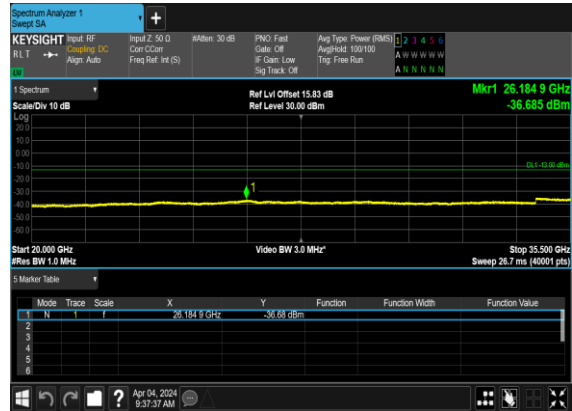 Spectrum Analyzer 1
Swept SA
KEYSIGHT Input: RF Input Z: 50 Ω #Atten: 30 dB PNO: Fast Avg Type: Power (RMS) 1 2 3 4 5 6
RLT Coupling: DC Corr CCorr Gate: Off Avg|Hold: 100/100 A W W W W W
Align: Auto Freq Ref: Int (S) IF Gain: Low Trig: Free Run
Sig Track: Off A N N N N N
LW
1 Spectrum Ref Lvl Offset 15.83 dB Mkr1 26.184 9 GHz
Scale/Div 10 dB Ref Level 30.00 dBm -36.685 dBm
Log
20.0
10.0
0.00
-10.0 DL1 -13.00 dBm
-20.0
-30.0 1
-40.0
-50.0
-60.0
Start 20.000 GHz Video BW 3.0 MHz* Stop 35.500 GHz
#Res BW 1.0 MHz Sweep 26.7 ms (40001 pts)
5 Marker Table
Mode Trace Scale X Y Function Function Width Function Value
1 N 1 f 26.184 9 GHz -36.68 dBm
2
3
4
5
6
? Apr 04, 2024
9:37:37 AM